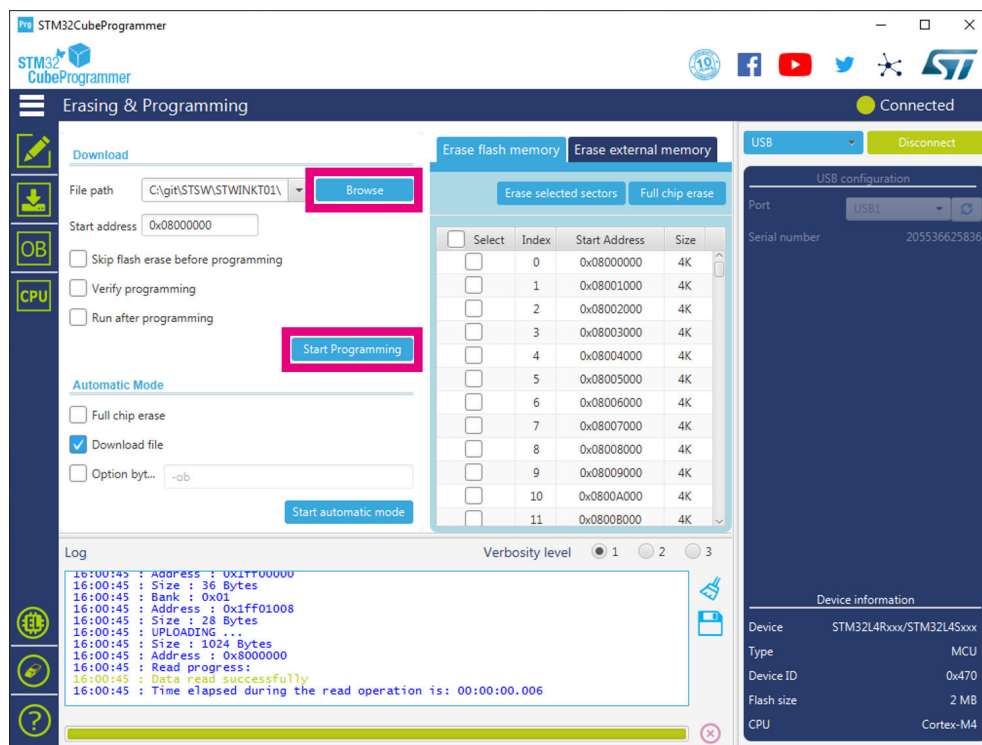 Prg STM32CubeProgrammer
STM32
CubeProgrammer
ST
Erasing & Programming
Connected
Download
File path C:\git\STSW\STWINKT01\ Browse
Start address 0x08000000
Skip flash erase before programming
Verify programming
Run after programming
Start Programming
Automatic Mode
Full chip erase
Download file
Option byt... -ob
Start automatic mode
Erase flash memory Erase external memory
Erase selected sectors Full chip erase
Select Index Start Address Size
0 0x08000000 4K
1 0x08001000 4K
2 0x08002000 4K
3 0x08003000 4K
4 0x08004000 4K
5 0x08005000 4K
6 0x08006000 4K
7 0x08007000 4K
8 0x08008000 4K
9 0x08009000 4K
10 0x0800A000 4K
11 0x0800B000 4K
OB
CPU
USB Disconnect
USB configuration
Port USB1
Serial number 205536625836
Log Verbosity level 1 2 3
16:00:45 : Address : 0x1ff00000
16:00:45 : Size : 36 Bytes
16:00:45 : Bank : 0x01
16:00:45 : Address : 0x1ff01008
16:00:45 : Size : 28 Bytes
16:00:45 : UPLOADING ...
16:00:45 : Size : 1024 Bytes
16:00:45 : Address : 0x8000000
16:00:45 : Read progress:
16:00:45 : Data read successfully
16:00:45 : Time elapsed during the read operation is: 00:00:00.006
Device information
Device STM32L4Rxxx/STM32L4Sxxx
Type MCU
Device ID 0x470
Flash size 2 MB
CPU Cortex-M4